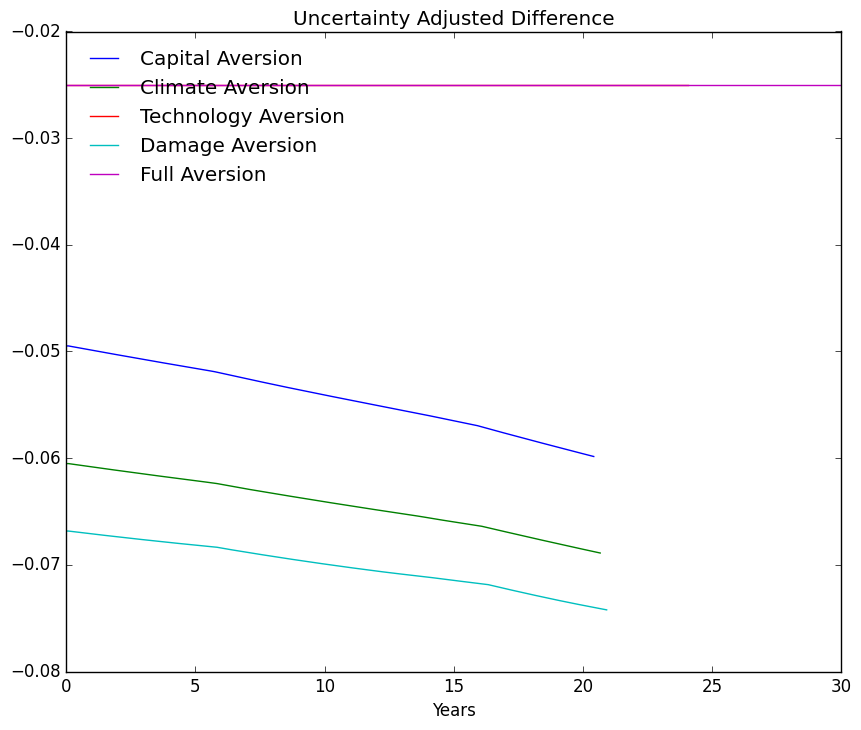 Uncertainty Adjusted Difference
−0.02
Capital Aversion
Climate Aversion
Technology Aversion
Damage Aversion
Full Aversion
−0.03
−0.04
−0.05
−0.06
−0.07
−0.08
0 5 10 15 20 25 30
Years